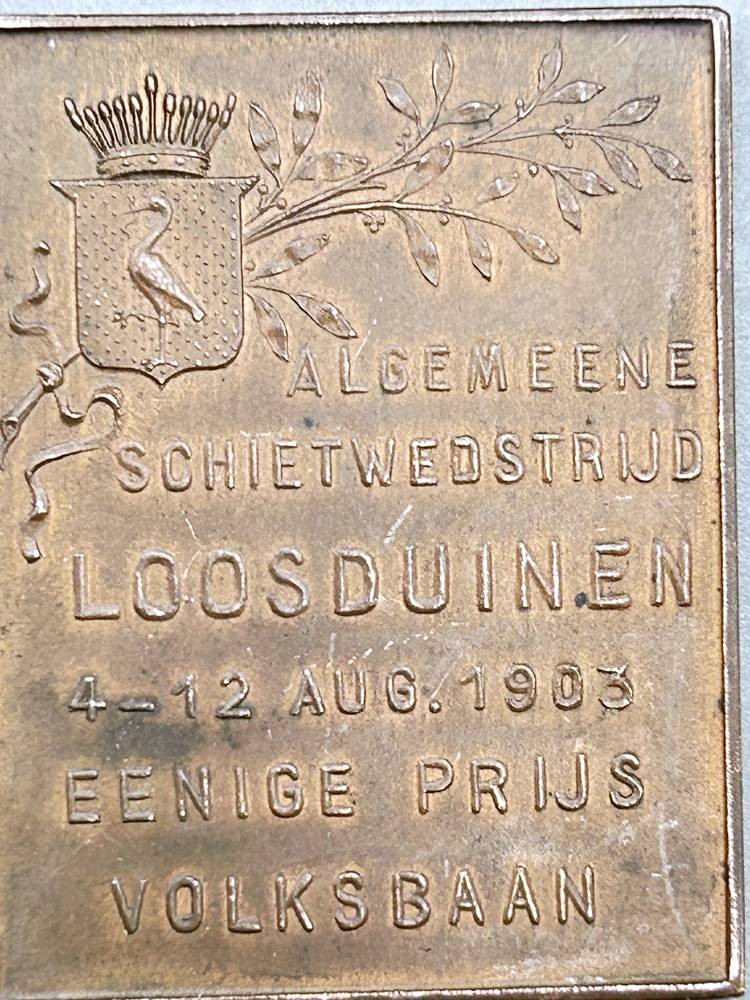 ALGEMEENE
SCHIETWEDSTRIJD
LOOSDUINEN
4–12 AUG. 1903
EENIGE PRIJS
VOLKSBAAN